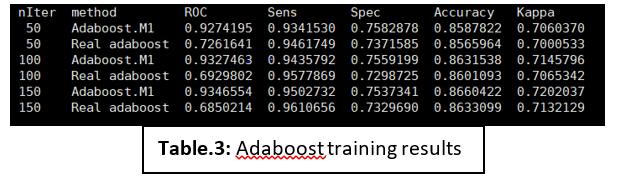 nIter method ROC Sens Spec Accuracy Kappa
50 Adaboost.M1 0.9274195 0.9341530 0.7582878 0.8587822 0.7060370
50 Real adaboost 0.7261641 0.9461749 0.7371585 0.8565964 0.7000533
100 Adaboost.M1 0.9327463 0.9435792 0.7559199 0.8631538 0.7145796
100 Real adaboost 0.6929802 0.9577869 0.7298725 0.8601093 0.7065342
150 Adaboost.M1 0.9346554 0.9502732 0.7537341 0.8660422 0.7202037
150 Real adaboost 0.6850214 0.9610656 0.7329690 0.8633099 0.7132129
Table.3: Adaboost training results